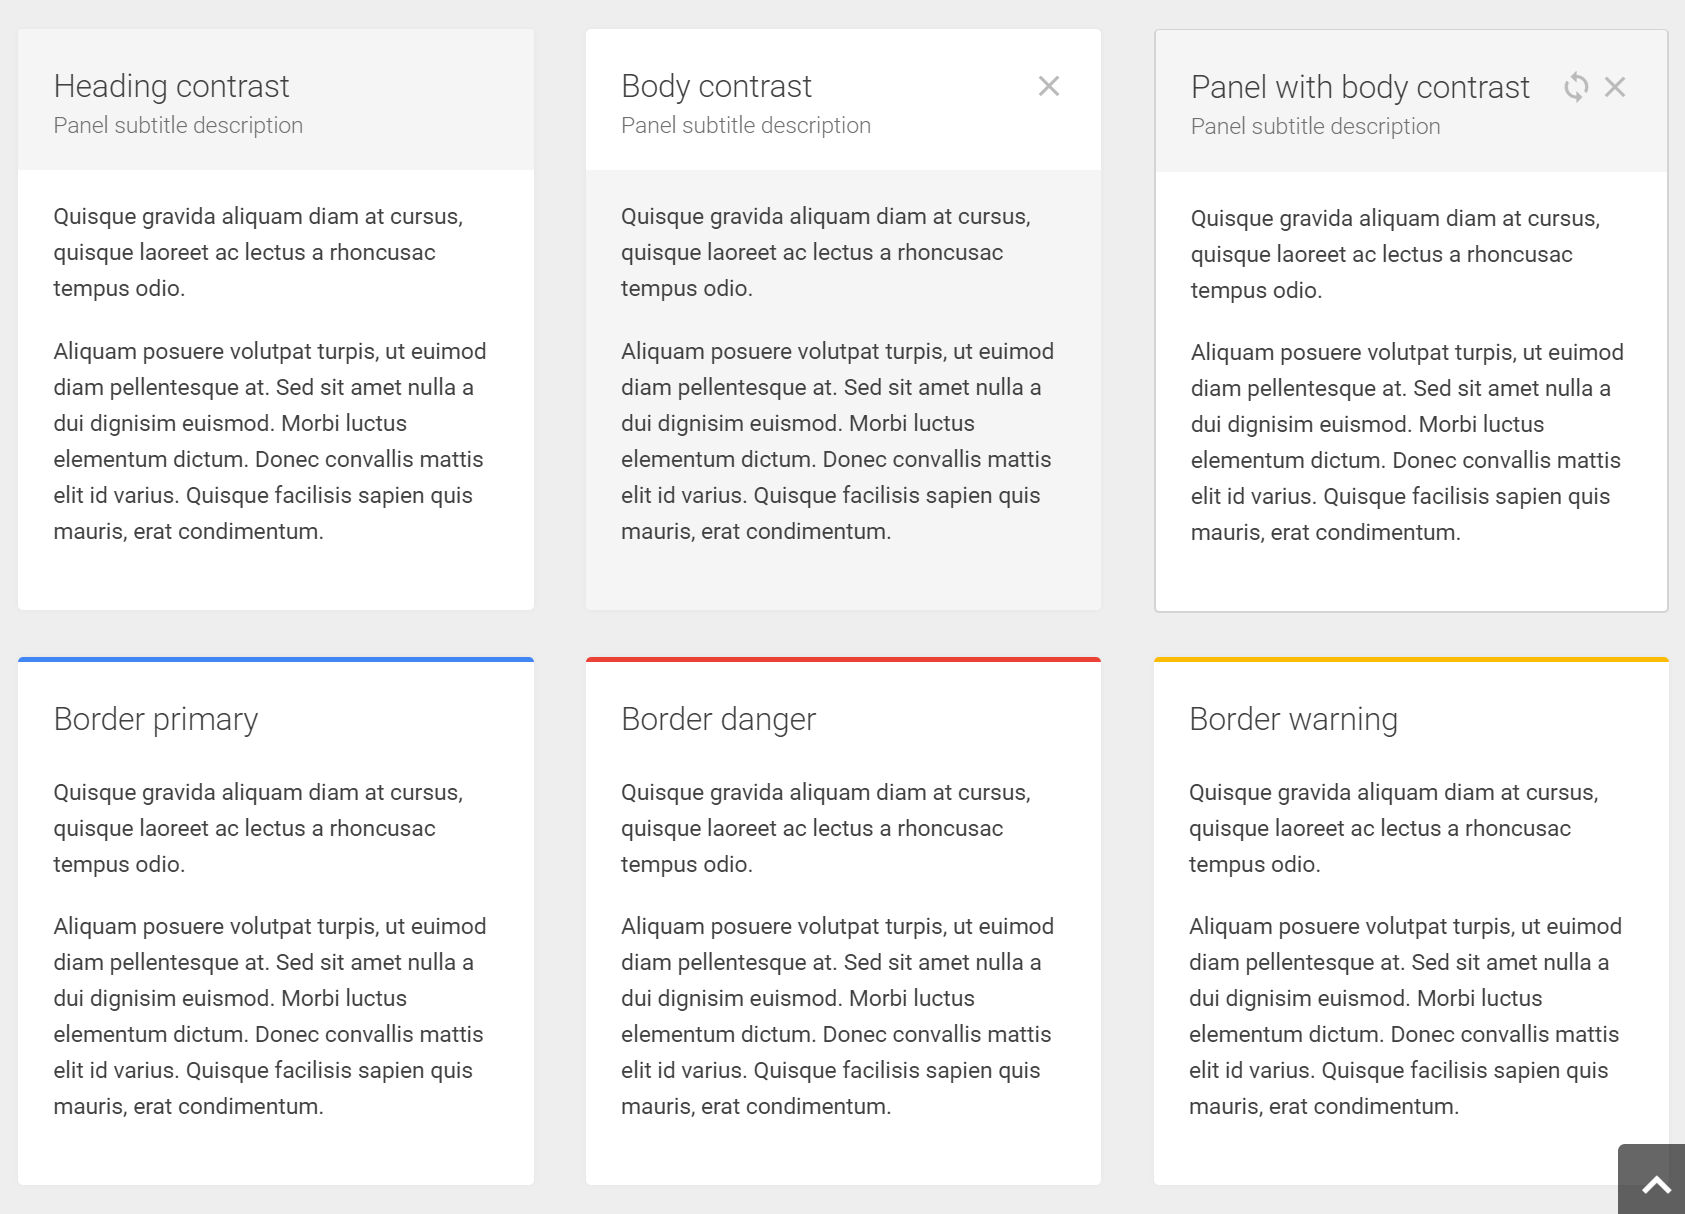 Heading contrast
Panel subtitle description
Quisque gravida aliquam diam at cursus,
quisque laoreet ac lectus a rhoncusac
tempus odio.
Aliquam posuere volutpat turpis, ut euimod
diam pellentesque at. Sed sit amet nulla a
dui dignisim euismod. Morbi luctus
elementum dictum. Donec convallis mattis
elit id varius. Quisque facilisis sapien quis
mauris, erat condimentum.
Body contrast
Panel subtitle description
Quisque gravida aliquam diam at cursus,
quisque laoreet ac lectus a rhoncusac
tempus odio.
Aliquam posuere volutpat turpis, ut euimod
diam pellentesque at. Sed sit amet nulla a
dui dignisim euismod. Morbi luctus
elementum dictum. Donec convallis mattis
elit id varius. Quisque facilisis sapien quis
mauris, erat condimentum.
Panel with body contrast
Panel subtitle description
Quisque gravida aliquam diam at cursus,
quisque laoreet ac lectus a rhoncusac
tempus odio.
Aliquam posuere volutpat turpis, ut euimod
diam pellentesque at. Sed sit amet nulla a
dui dignisim euismod. Morbi luctus
elementum dictum. Donec convallis mattis
elit id varius. Quisque facilisis sapien quis
mauris, erat condimentum.
Border primary
Quisque gravida aliquam diam at cursus,
quisque laoreet ac lectus a rhoncusac
tempus odio.
Aliquam posuere volutpat turpis, ut euimod
diam pellentesque at. Sed sit amet nulla a
dui dignisim euismod. Morbi luctus
elementum dictum. Donec convallis mattis
elit id varius. Quisque facilisis sapien quis
mauris, erat condimentum.
Border danger
Quisque gravida aliquam diam at cursus,
quisque laoreet ac lectus a rhoncusac
tempus odio.
Aliquam posuere volutpat turpis, ut euimod
diam pellentesque at. Sed sit amet nulla a
dui dignisim euismod. Morbi luctus
elementum dictum. Donec convallis mattis
elit id varius. Quisque facilisis sapien quis
mauris, erat condimentum.
Border warning
Quisque gravida aliquam diam at cursus,
quisque laoreet ac lectus a rhoncusac
tempus odio.
Aliquam posuere volutpat turpis, ut euimod
diam pellentesque at. Sed sit amet nulla a
dui dignisim euismod. Morbi luctus
elementum dictum. Donec convallis mattis
elit id varius. Quisque facilisis sapien quis
mauris, erat condimentum.